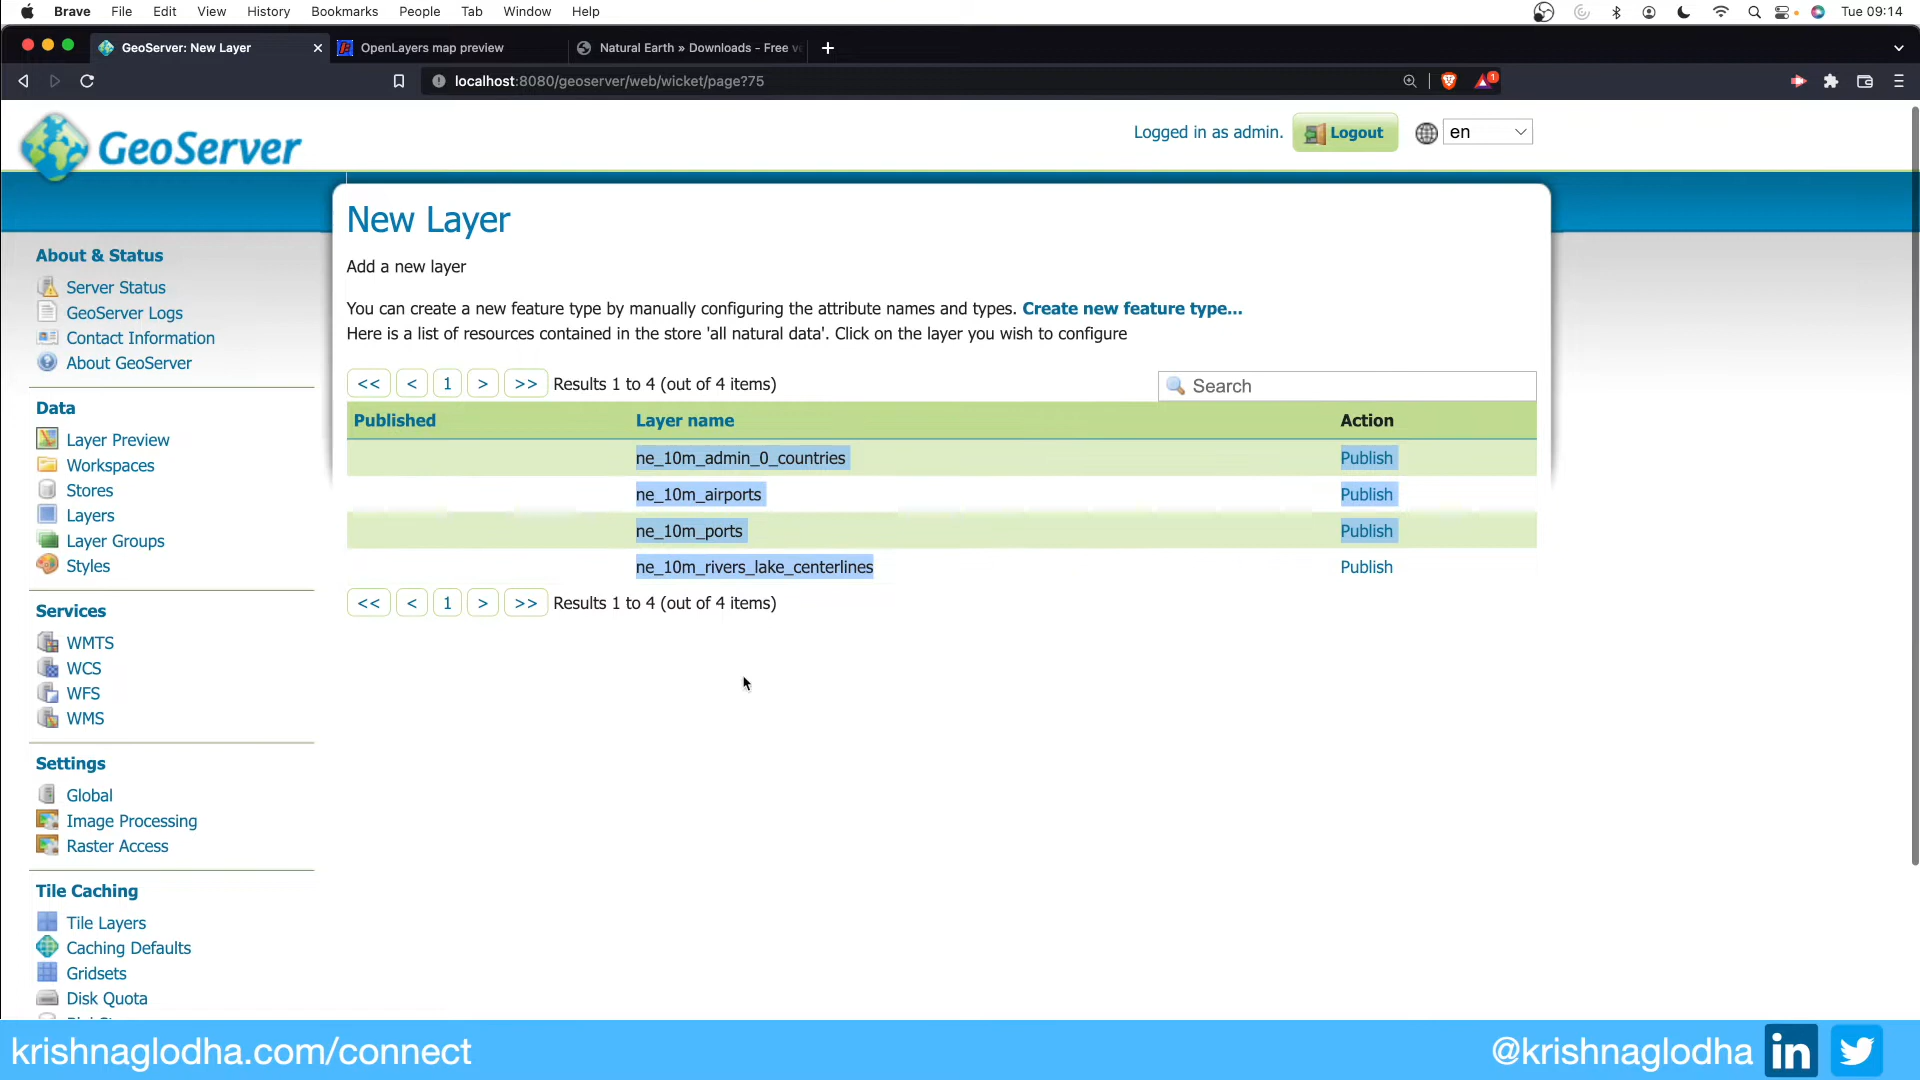 Brave File Edit View History Bookmarks People Tab Window Help Tue 09:14
GeoServer: New Layer OpenLayers map preview Natural Earth » Downloads - Free v
localhost:8080/geoserver/web/wicket/page?75 1
GeoServer
Logged in as admin. Logout en
New Layer
Add a new layer
You can create a new feature type by manually configuring the attribute names and types. Create new feature type...
Here is a list of resources contained in the store 'all natural data'. Click on the layer you wish to configure
<< < 1 > >> Results 1 to 4 (out of 4 items) Search
Published Layer name Action
ne_10m_admin_0_countries Publish
ne_10m_airports Publish
ne_10m_ports Publish
ne_10m_rivers_lake_centerlines Publish
<< < 1 > >> Results 1 to 4 (out of 4 items)
About & Status
Server Status
GeoServer Logs
Contact Information
About GeoServer
Data
Layer Preview
Workspaces
Stores
Layers
Layer Groups
Styles
Services
WMTS
WCS
WFS
WMS
Settings
Global
Image Processing
Raster Access
Tile Caching
Tile Layers
Caching Defaults
Gridsets
Disk Quota
krishnaglodha.com/connect @krishnaglodha in